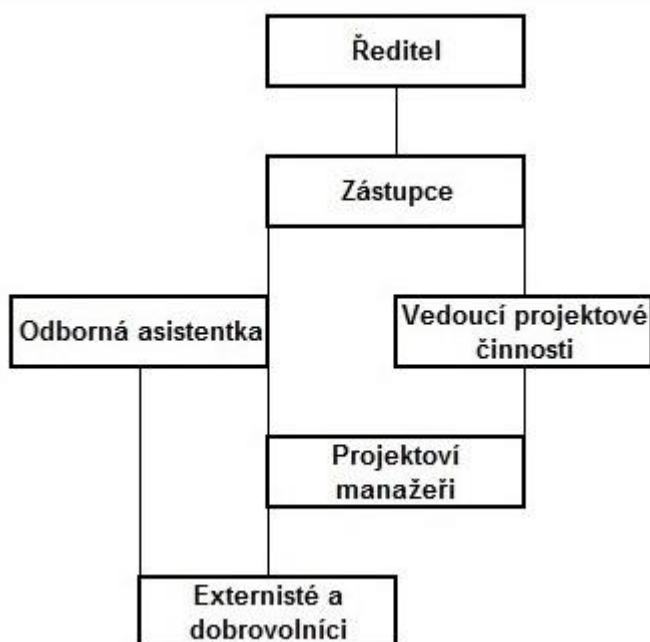 Ředitel
Zástupce
Odborná asistentka
Vedoucí projektové
činnosti
Projektoví
manažeři
Externisté a
dobrovolníci